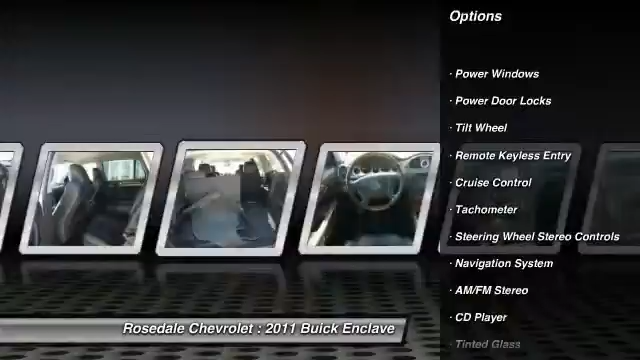 Options
· Power Windows
· Power Door Locks
· Tilt Wheel
· Remote Keyless Entry
· Cruise Control
· Tachometer
· Steering Wheel Stereo Controls
· Navigation System
· AM/FM Stereo
· CD Player
· Tinted Glass
Rosedale Chevrolet : 2011 Buick Enclave